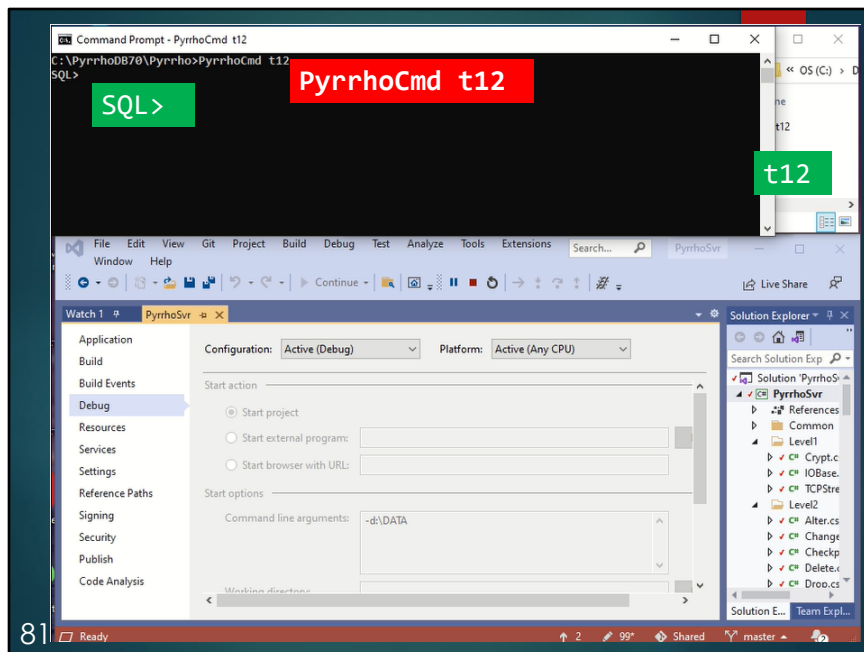 Command Prompt - PyrrhoCmd t12
C:\PyrrhoDB70\Pyrrho>PyrrhoCmd t12
SQL>
PyrrhoCmd t12
SQL>
« OS (C:) > D
t12
t12
File Edit View Git Project Build Debug Test Analyze Tools Extensions
Window Help
Search...
PyrrhoSvr
Continue
Live Share
Watch 1
PyrrhoSvr
Solution Explorer
Application
Build
Build Events
Debug
Resources
Services
Settings
Reference Paths
Signing
Security
Publish
Code Analysis
Configuration: Active (Debug)
Platform: Active (Any CPU)
Start action
Start project
Start external program:
Start browser with URL:
Start options
Command line arguments: -d:\DATA
Working directory:
Search Solution Exp
Solution 'PyrrhoS
PyrrhoSvr
References
Common
Level1
Crypt.c
IOBase.
TCPStre
Level2
Alter.cs
Change
Checkp
Delete.c
Drop.cs
Solution E... Team Expl...
81
Ready
2
99*
Shared
master
2